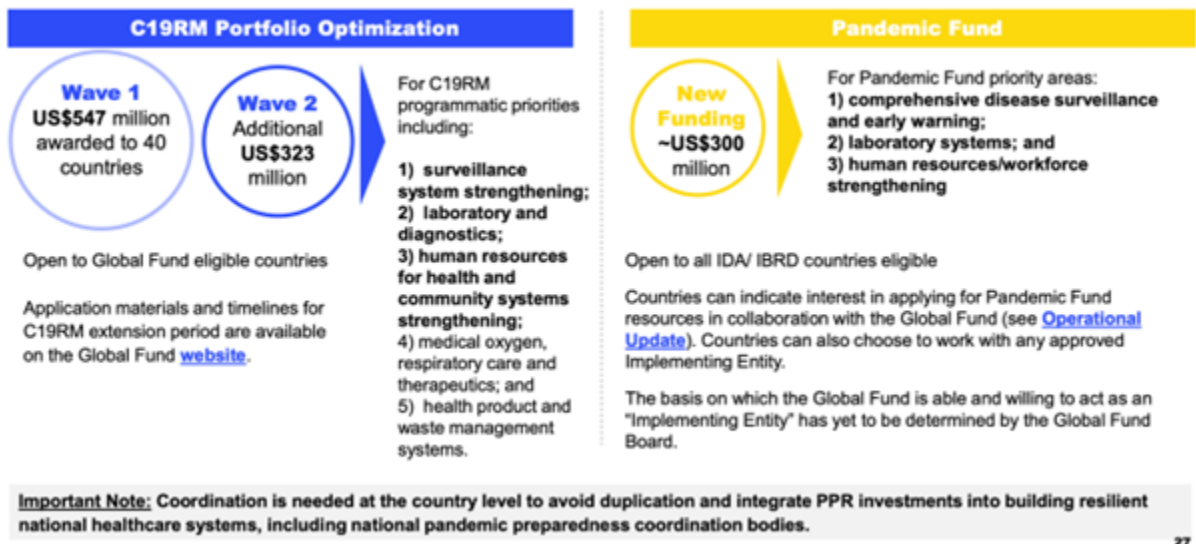 C19RM Portfolio Optimization
Wave 1
US$547 million
awarded to 40
countries
Wave 2
Additional
US$323
million
For C19RM
programmatic priorities
including:
1) surveillance
system strengthening;
2) laboratory and
diagnostics;
3) human resources
for health and
community systems
strengthening;
4) medical oxygen,
respiratory care and
therapeutics; and
5) health product and
waste management
systems.
Open to Global Fund eligible countries
Application materials and timelines for
C19RM extension period are available
on the Global Fund website.
Pandemic Fund
New
Funding
~US$300
million
For Pandemic Fund priority areas:
1) comprehensive disease surveillance
and early warning;
2) laboratory systems; and
3) human resources/workforce
strengthening
Open to all IDA/ IBRD countries eligible
Countries can indicate interest in applying for Pandemic Fund
resources in collaboration with the Global Fund (see Operational
Update). Countries can also choose to work with any approved
Implementing Entity.
The basis on which the Global Fund is able and willing to act as an
“Implementing Entity” has yet to be determined by the Global Fund
Board.
Important Note: Coordination is needed at the country level to avoid duplication and integrate PPR investments into building resilient
national healthcare systems, including national pandemic preparedness coordination bodies.
27